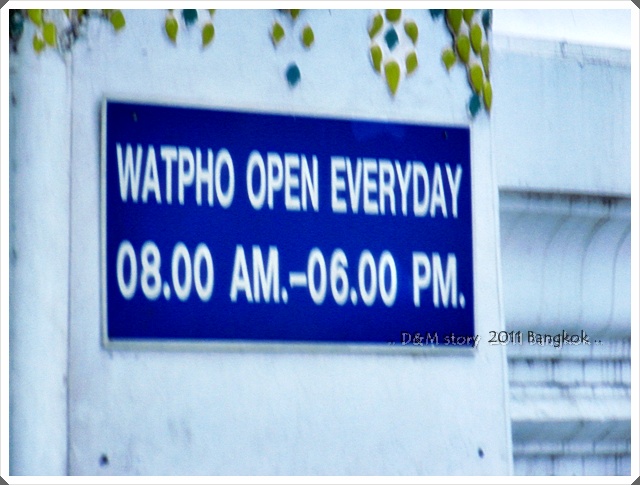 WATPHO OPEN EVERYDAY
08.00 AM.-06.00 PM.
.. D&M story 2011 Bangkok ..